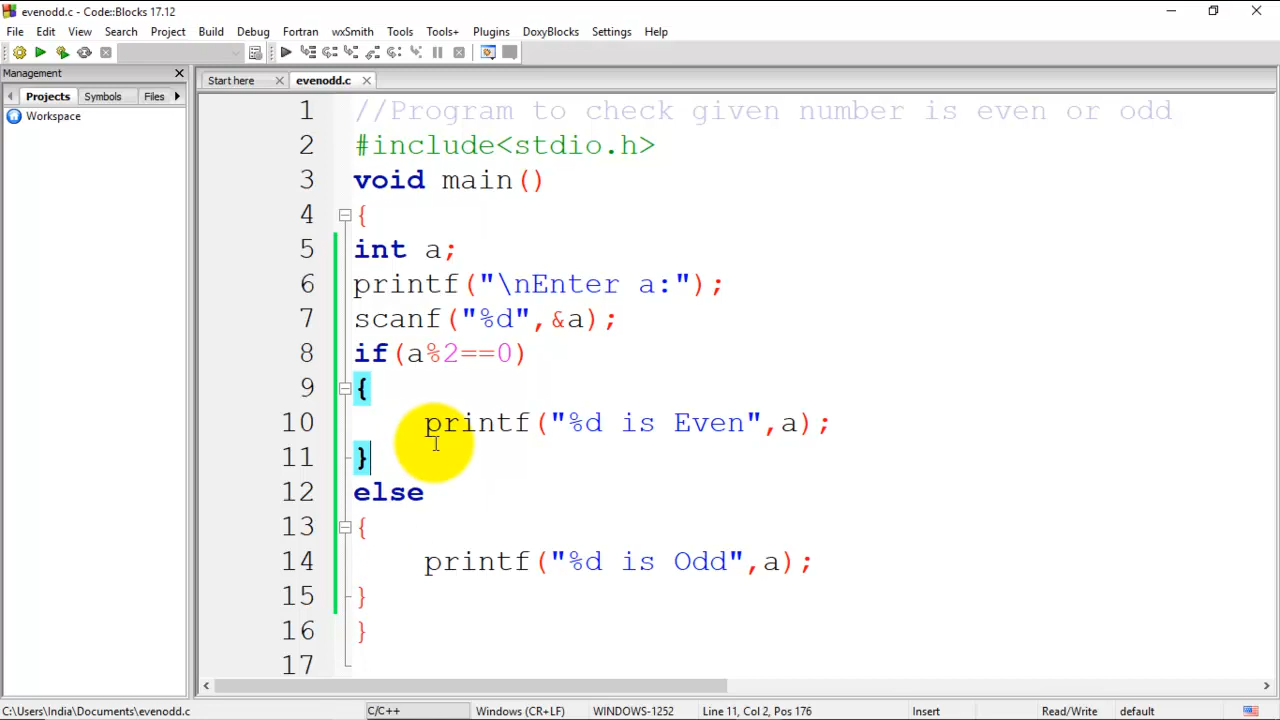 evenodd.c - Code::Blocks 17.12
File Edit View Search Project Build Debug Fortran wxSmith Tools Tools+ Plugins DoxyBlocks Settings Help
Management
Projects Symbols Files
Workspace
Start here evenodd.c
1 //Program to check given number is even or odd
2 #include<stdio.h>
3 void main()
4 {
5 int a;
6 printf("\nEnter a:");
7 scanf("%d",&a);
8 if(a%2==0)
9 {
10 printf("%d is Even",a);
11 }
12 else
13 {
14 printf("%d is Odd",a);
15 }
16 }
17
C:\Users\India\Documents\evenodd.c C/C++ Windows (CR+LF) WINDOWS-1252 Line 11, Col 2, Pos 176 Insert Read/Write default